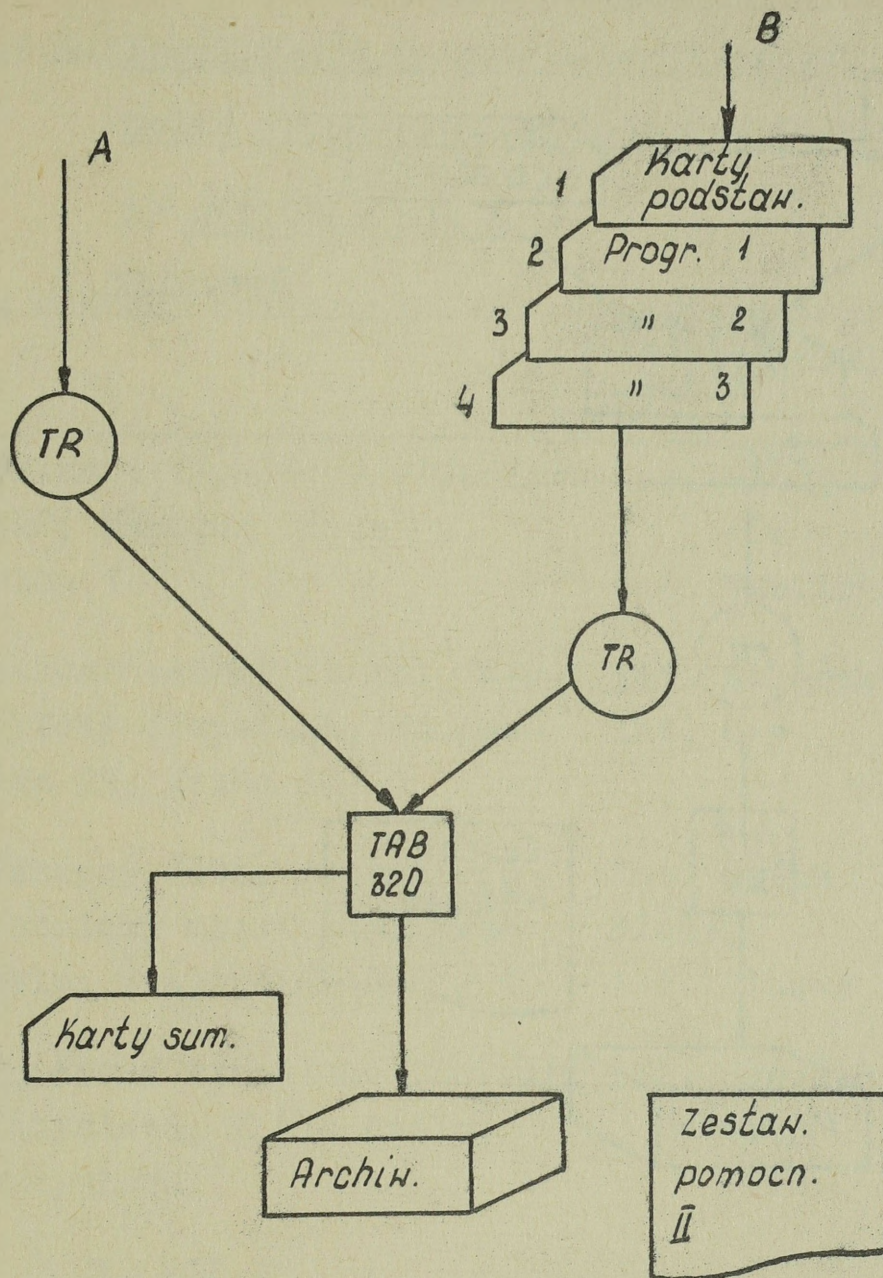 B
A
1 Karty
podstaw.
2 Progr. 1
3 " 2
4 " 3
TR
TR
TAB
320
Karty sum.
Archiw.
Zestaw.
pomocn.
II